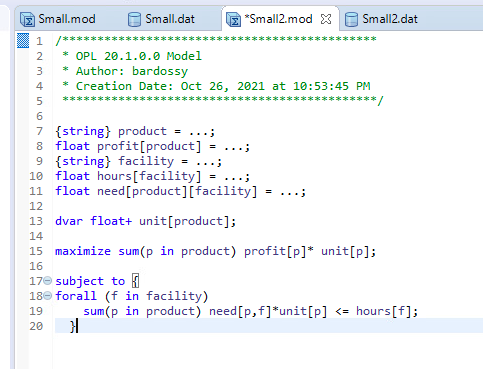 Small.mod Small.dat *Small2.mod Small2.dat
1 /*********************************************
2 * OPL 20.1.0.0 Model
3 * Author: bardossy
4 * Creation Date: Oct 26, 2021 at 10:53:45 PM
5 *********************************************/
6
7 {string} product = ...;
8 float profit[product] = ...;
9 {string} facility = ...;
10 float hours[facility] = ...;
11 float need[product][facility] = ...;
12
13 dvar float+ unit[product];
14
15 maximize sum(p in product) profit[p]* unit[p];
16
17 subject to {
18 forall (f in facility)
19 sum(p in product) need[p,f]*unit[p] <= hours[f];
20 }